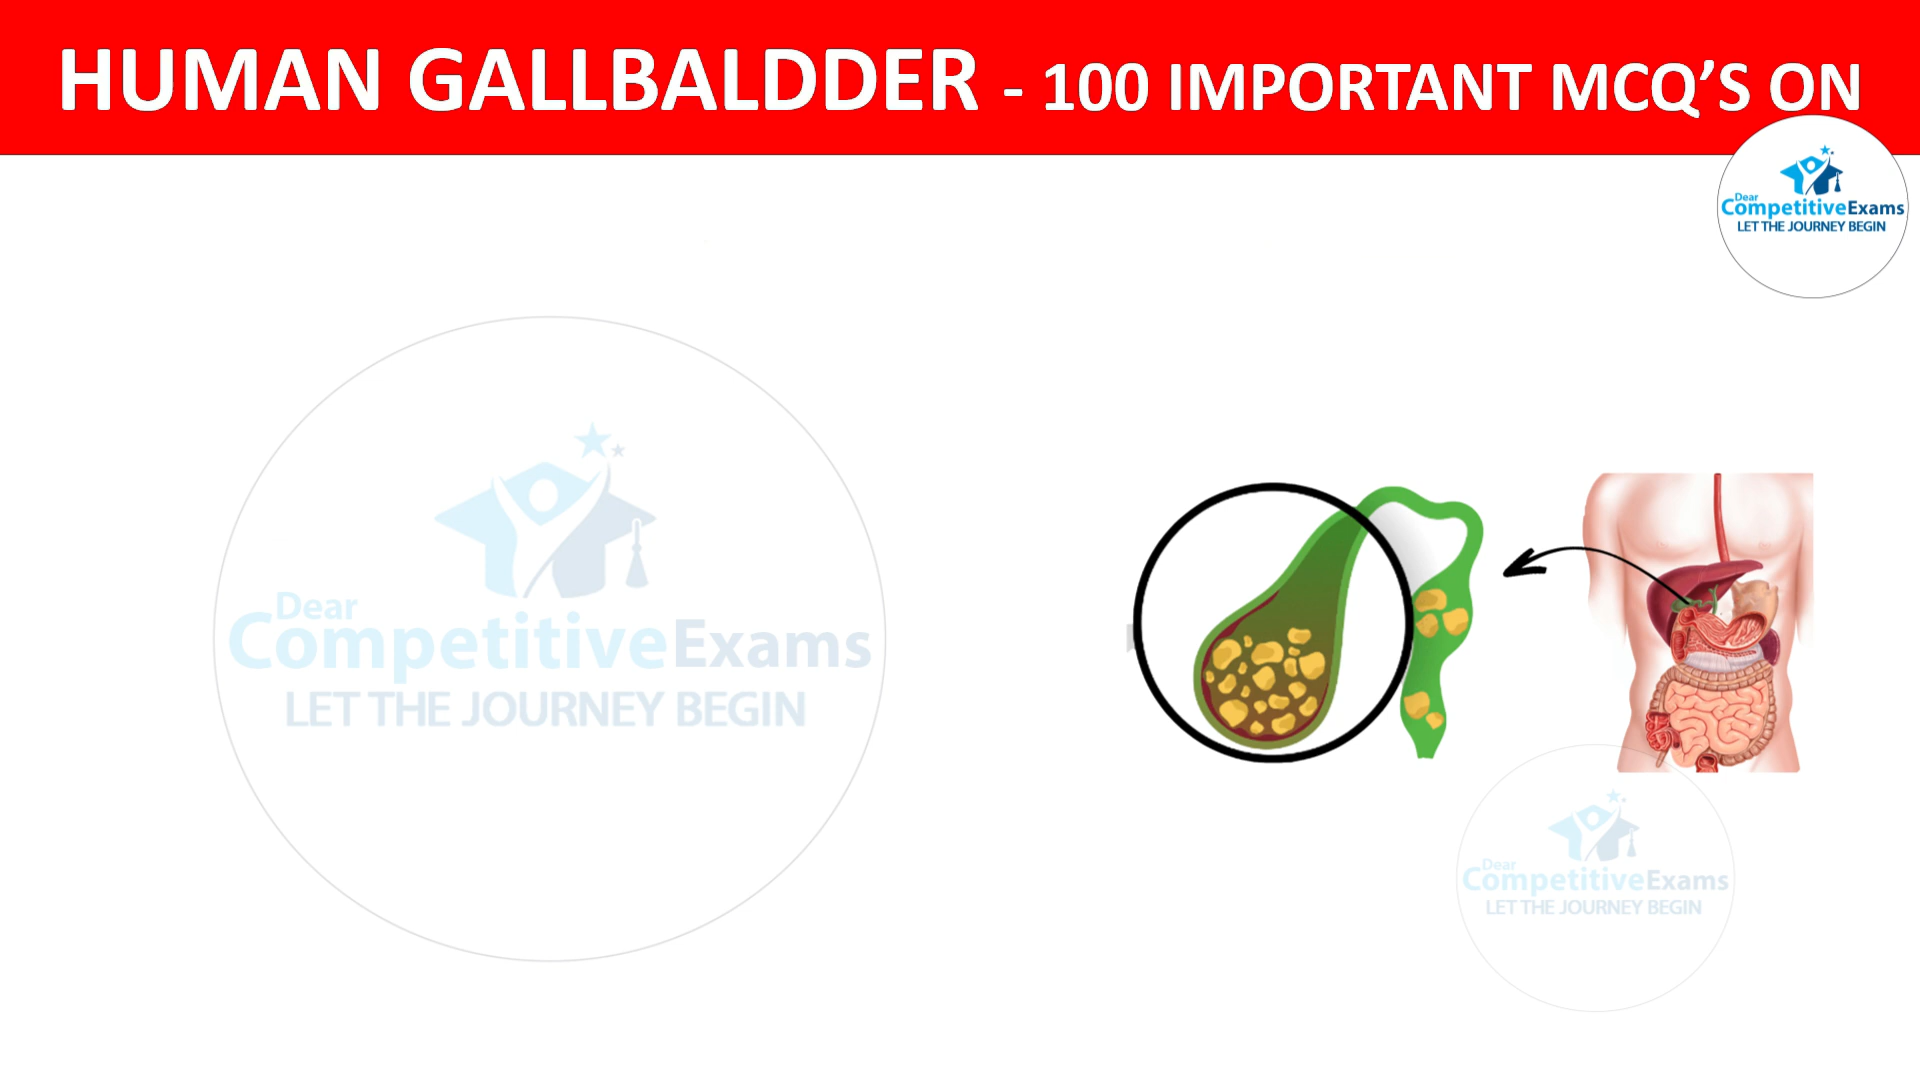 HUMAN GALLBALDDER - 100 IMPORTANT MCQ'S ON
Dear
CompetitiveExams
LET THE JOURNEY BEGIN
Dear
CompetitiveExams
LET THE JOURNEY BEGIN
Dear
CompetitiveExams
LET THE JOURNEY BEGIN